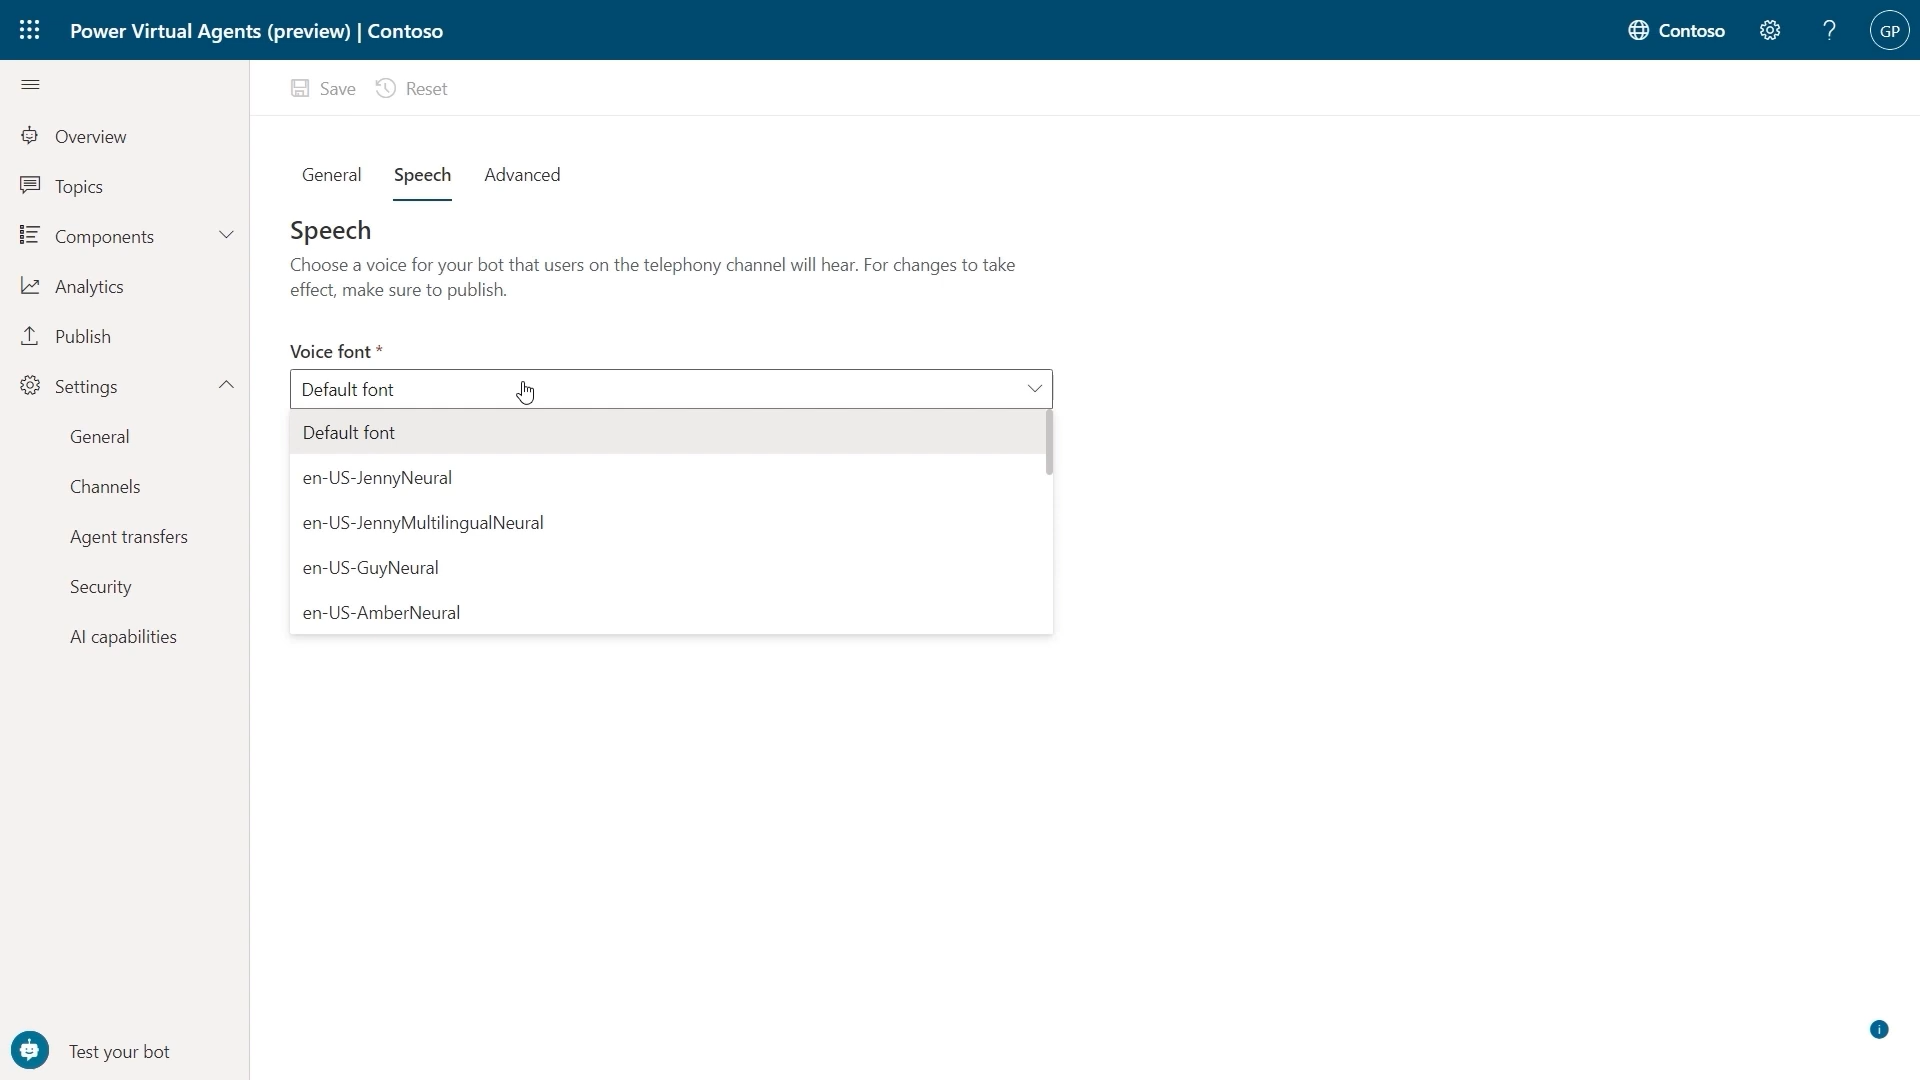 Power Virtual Agents (preview) | Contoso
Contoso
?
GP
Save
Reset
Overview
Topics
Components
Analytics
Publish
Settings
General
Channels
Agent transfers
Security
AI capabilities
Test your bot
General
Speech
Advanced
Speech
Choose a voice for your bot that users on the telephony channel will hear. For changes to take
effect, make sure to publish.
Voice font *
Default font
Default font
en-US-JennyNeural
en-US-JennyMultilingualNeural
en-US-GuyNeural
en-US-AmberNeural
i